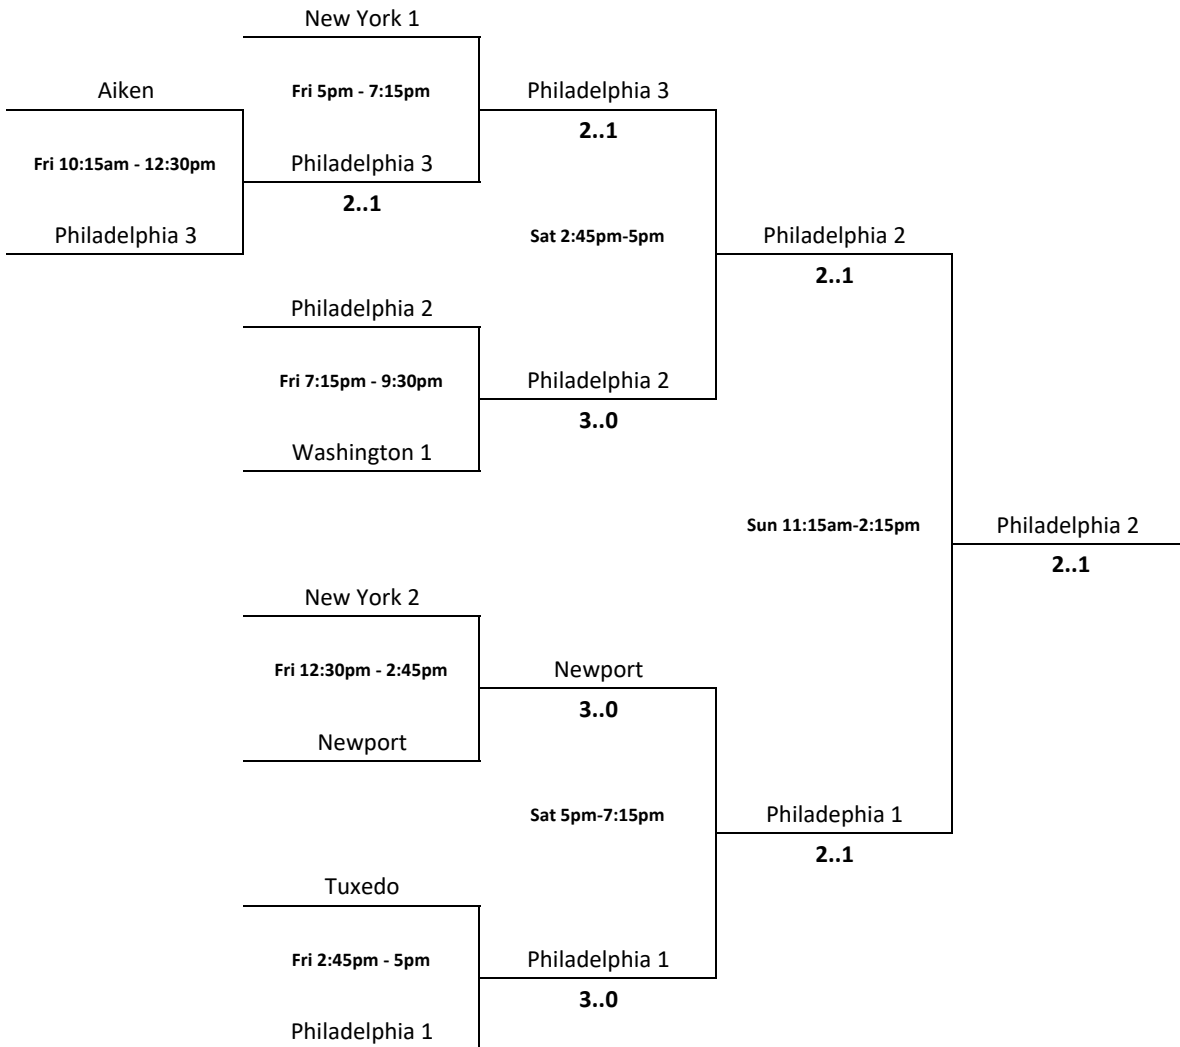 New York 1
Aiken
Fri 5pm - 7:15pm
Philadelphia 3
2..1
Fri 10:15am - 12:30pm
Philadelphia 3
2..1
Philadelphia 3
Sat 2:45pm-5pm
Philadelphia 2
2..1
Philadelphia 2
Fri 7:15pm - 9:30pm
Philadelphia 2
3..0
Washington 1
Sun 11:15am-2:15pm
Philadelphia 2
2..1
New York 2
Fri 12:30pm - 2:45pm
Newport
3..0
Newport
Sat 5pm-7:15pm
Philadephia 1
2..1
Tuxedo
Fri 2:45pm - 5pm
Philadelphia 1
3..0
Philadelphia 1